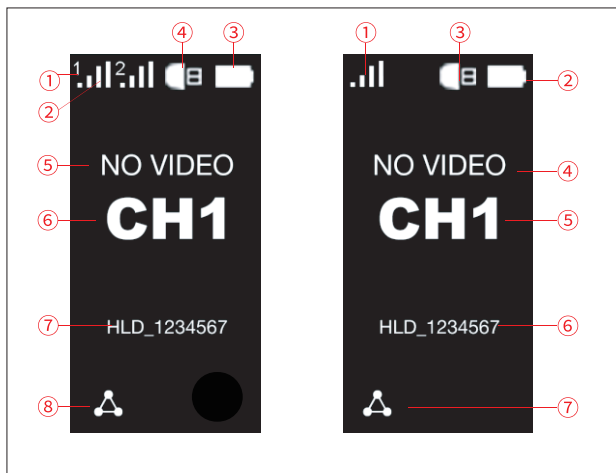 ④ ③
① 1 2
②
⑤ NO VIDEO
⑥ CH1
⑦ HLD_1234567
⑧
① ③
②
NO VIDEO ④
CH1 ⑤
HLD_1234567 ⑥
⑦